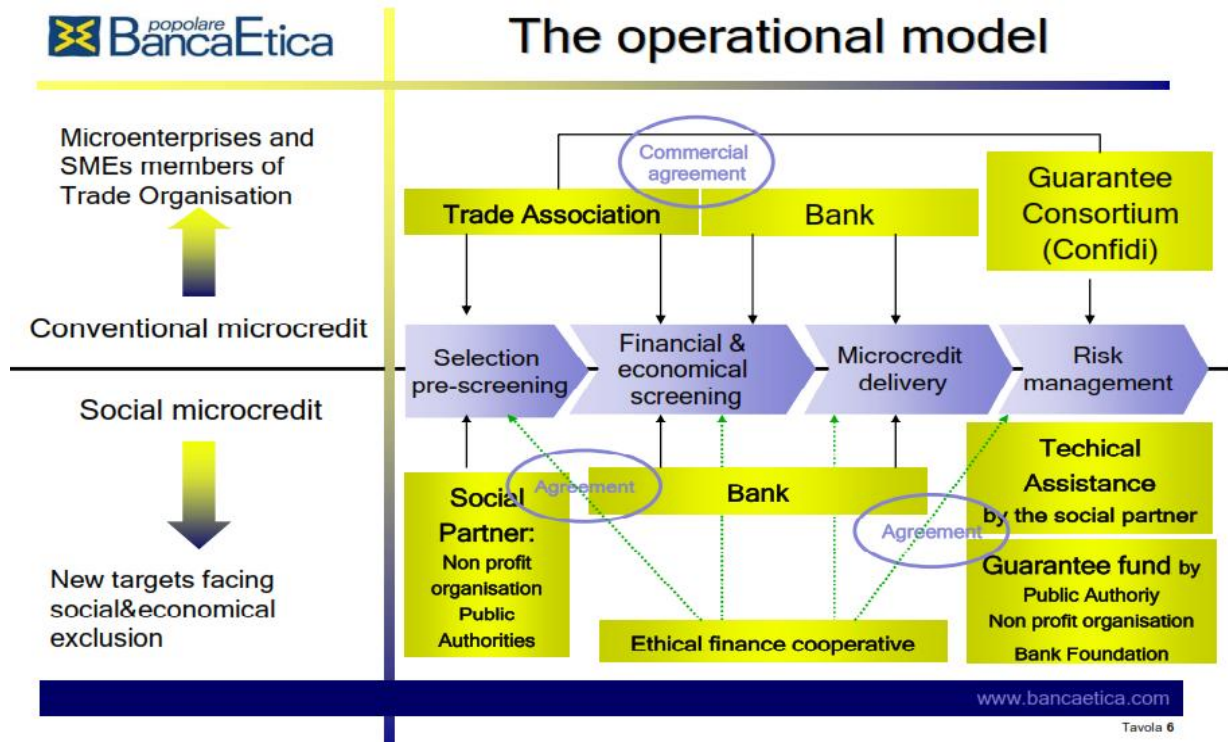 popolare
BancaEtica
The operational model
Microenterprises and
SMEs members of
Trade Organisation
Conventional microcredit
Social microcredit
New targets facing
social&economical
exclusion
Commercial
agreement
Trade Association
Bank
Guarantee
Consortium
(Confidi)
Selection
pre-screening
Financial &
economical
screening
Microcredit
delivery
Risk
management
Social
Partner:
Non profit
organisation
Public
Authorities
Agreement
Bank
Agreement
Ethical finance cooperative
Techical
Assistance
by the social partner
Guarantee fund by
Public Authoriy
Non profit organisation
Bank Foundation
www.bancaetica.com
Tavola 6